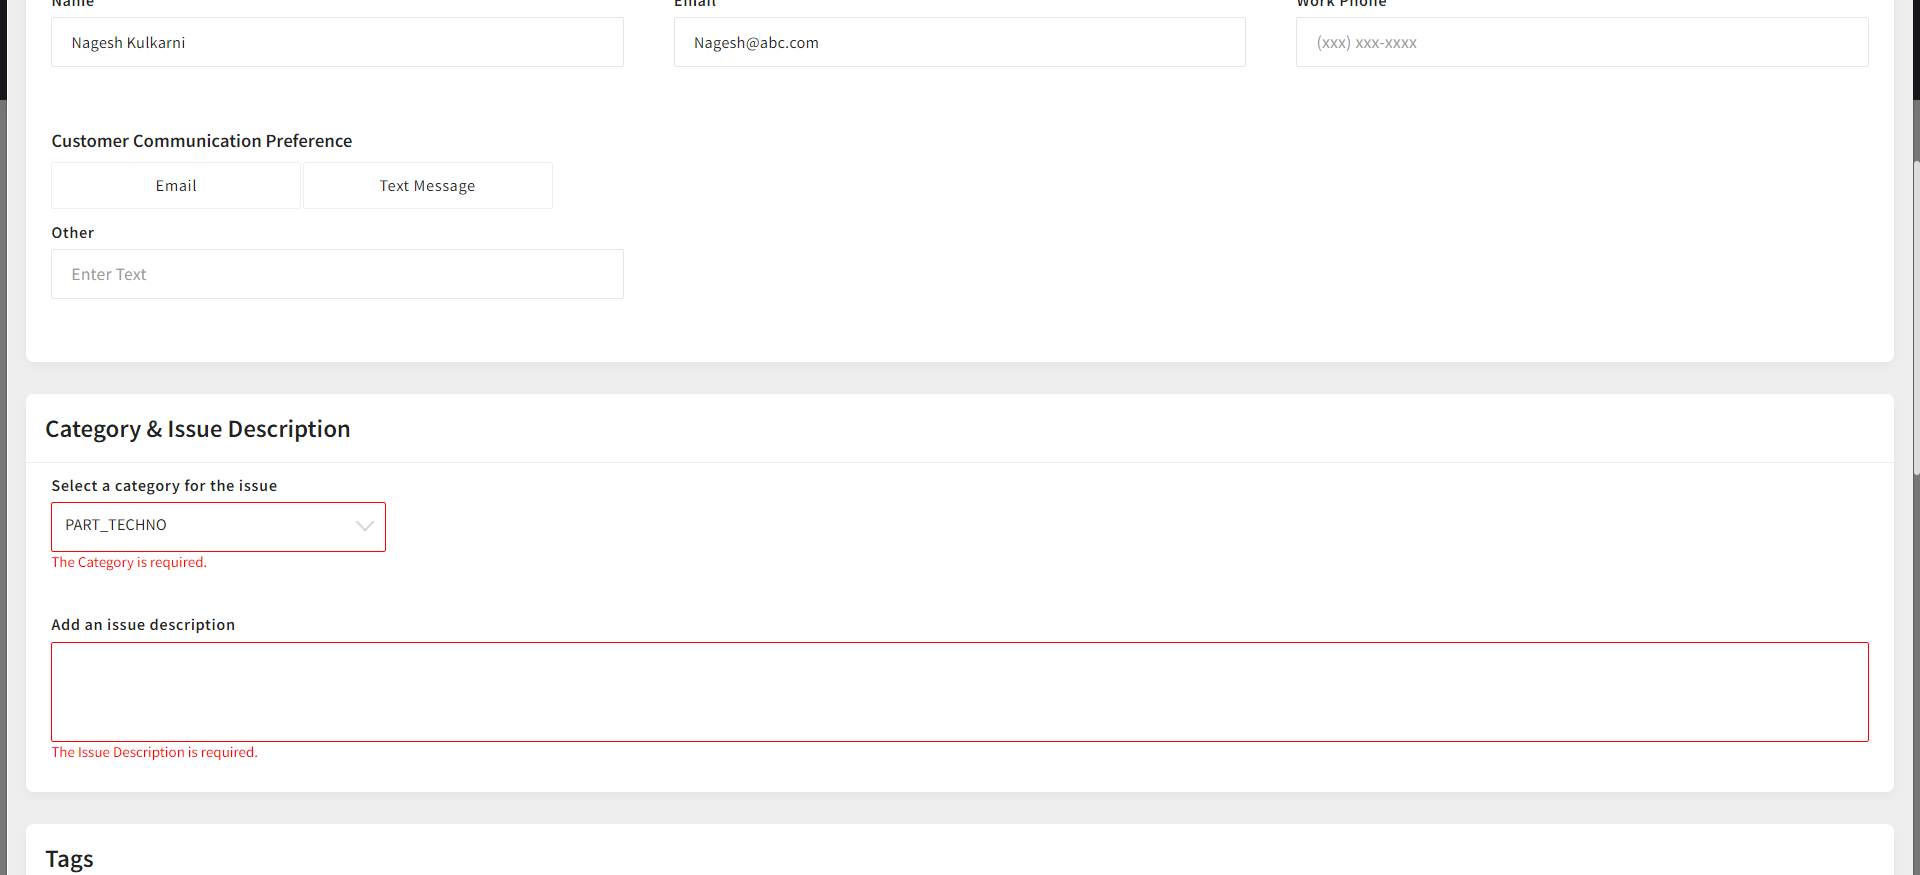 Name
Email
Work Phone
Nagesh Kulkarni
Nagesh@abc.com
(xxx) xxx-xxxx
Customer Communication Preference
Email
Text Message
Other
Enter Text
Category & Issue Description
Select a category for the issue
PART_TECHNO
The Category is required.
Add an issue description
The Issue Description is required.
Tags